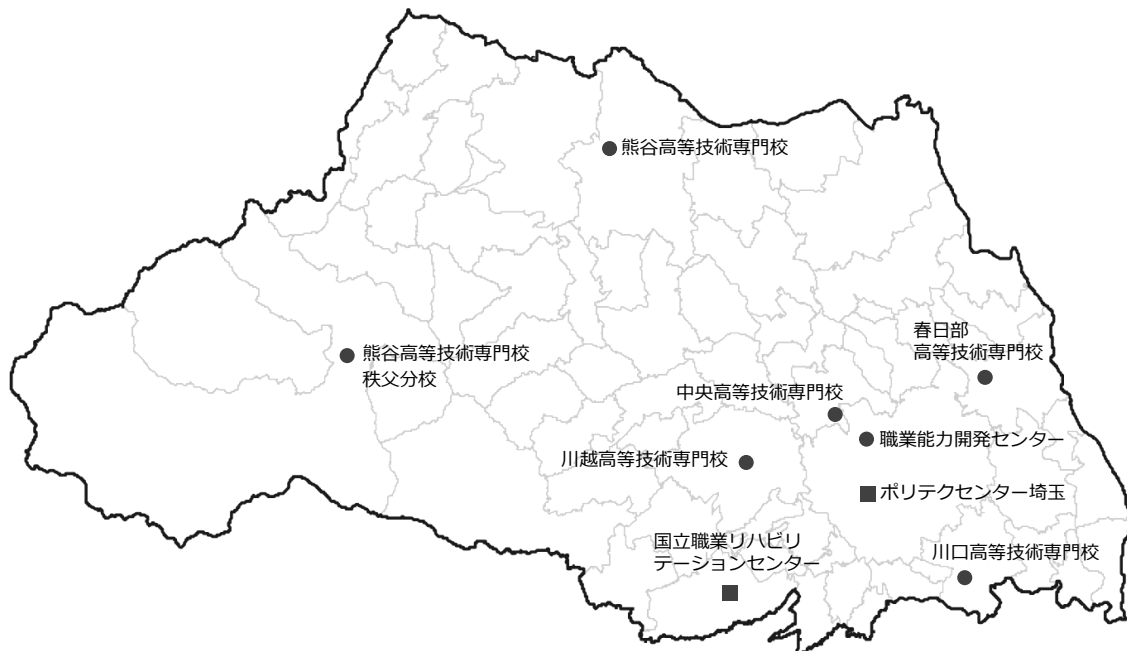 熊谷高等技術専門校
春日部
高等技術専門校
熊谷高等技術専門校
秩父分校
中央高等技術専門校
職業能力開発センター
川越高等技術専門校
ポリテクセンター埼玉
国立職業リハビリ
テーションセンター
川口高等技術専門校